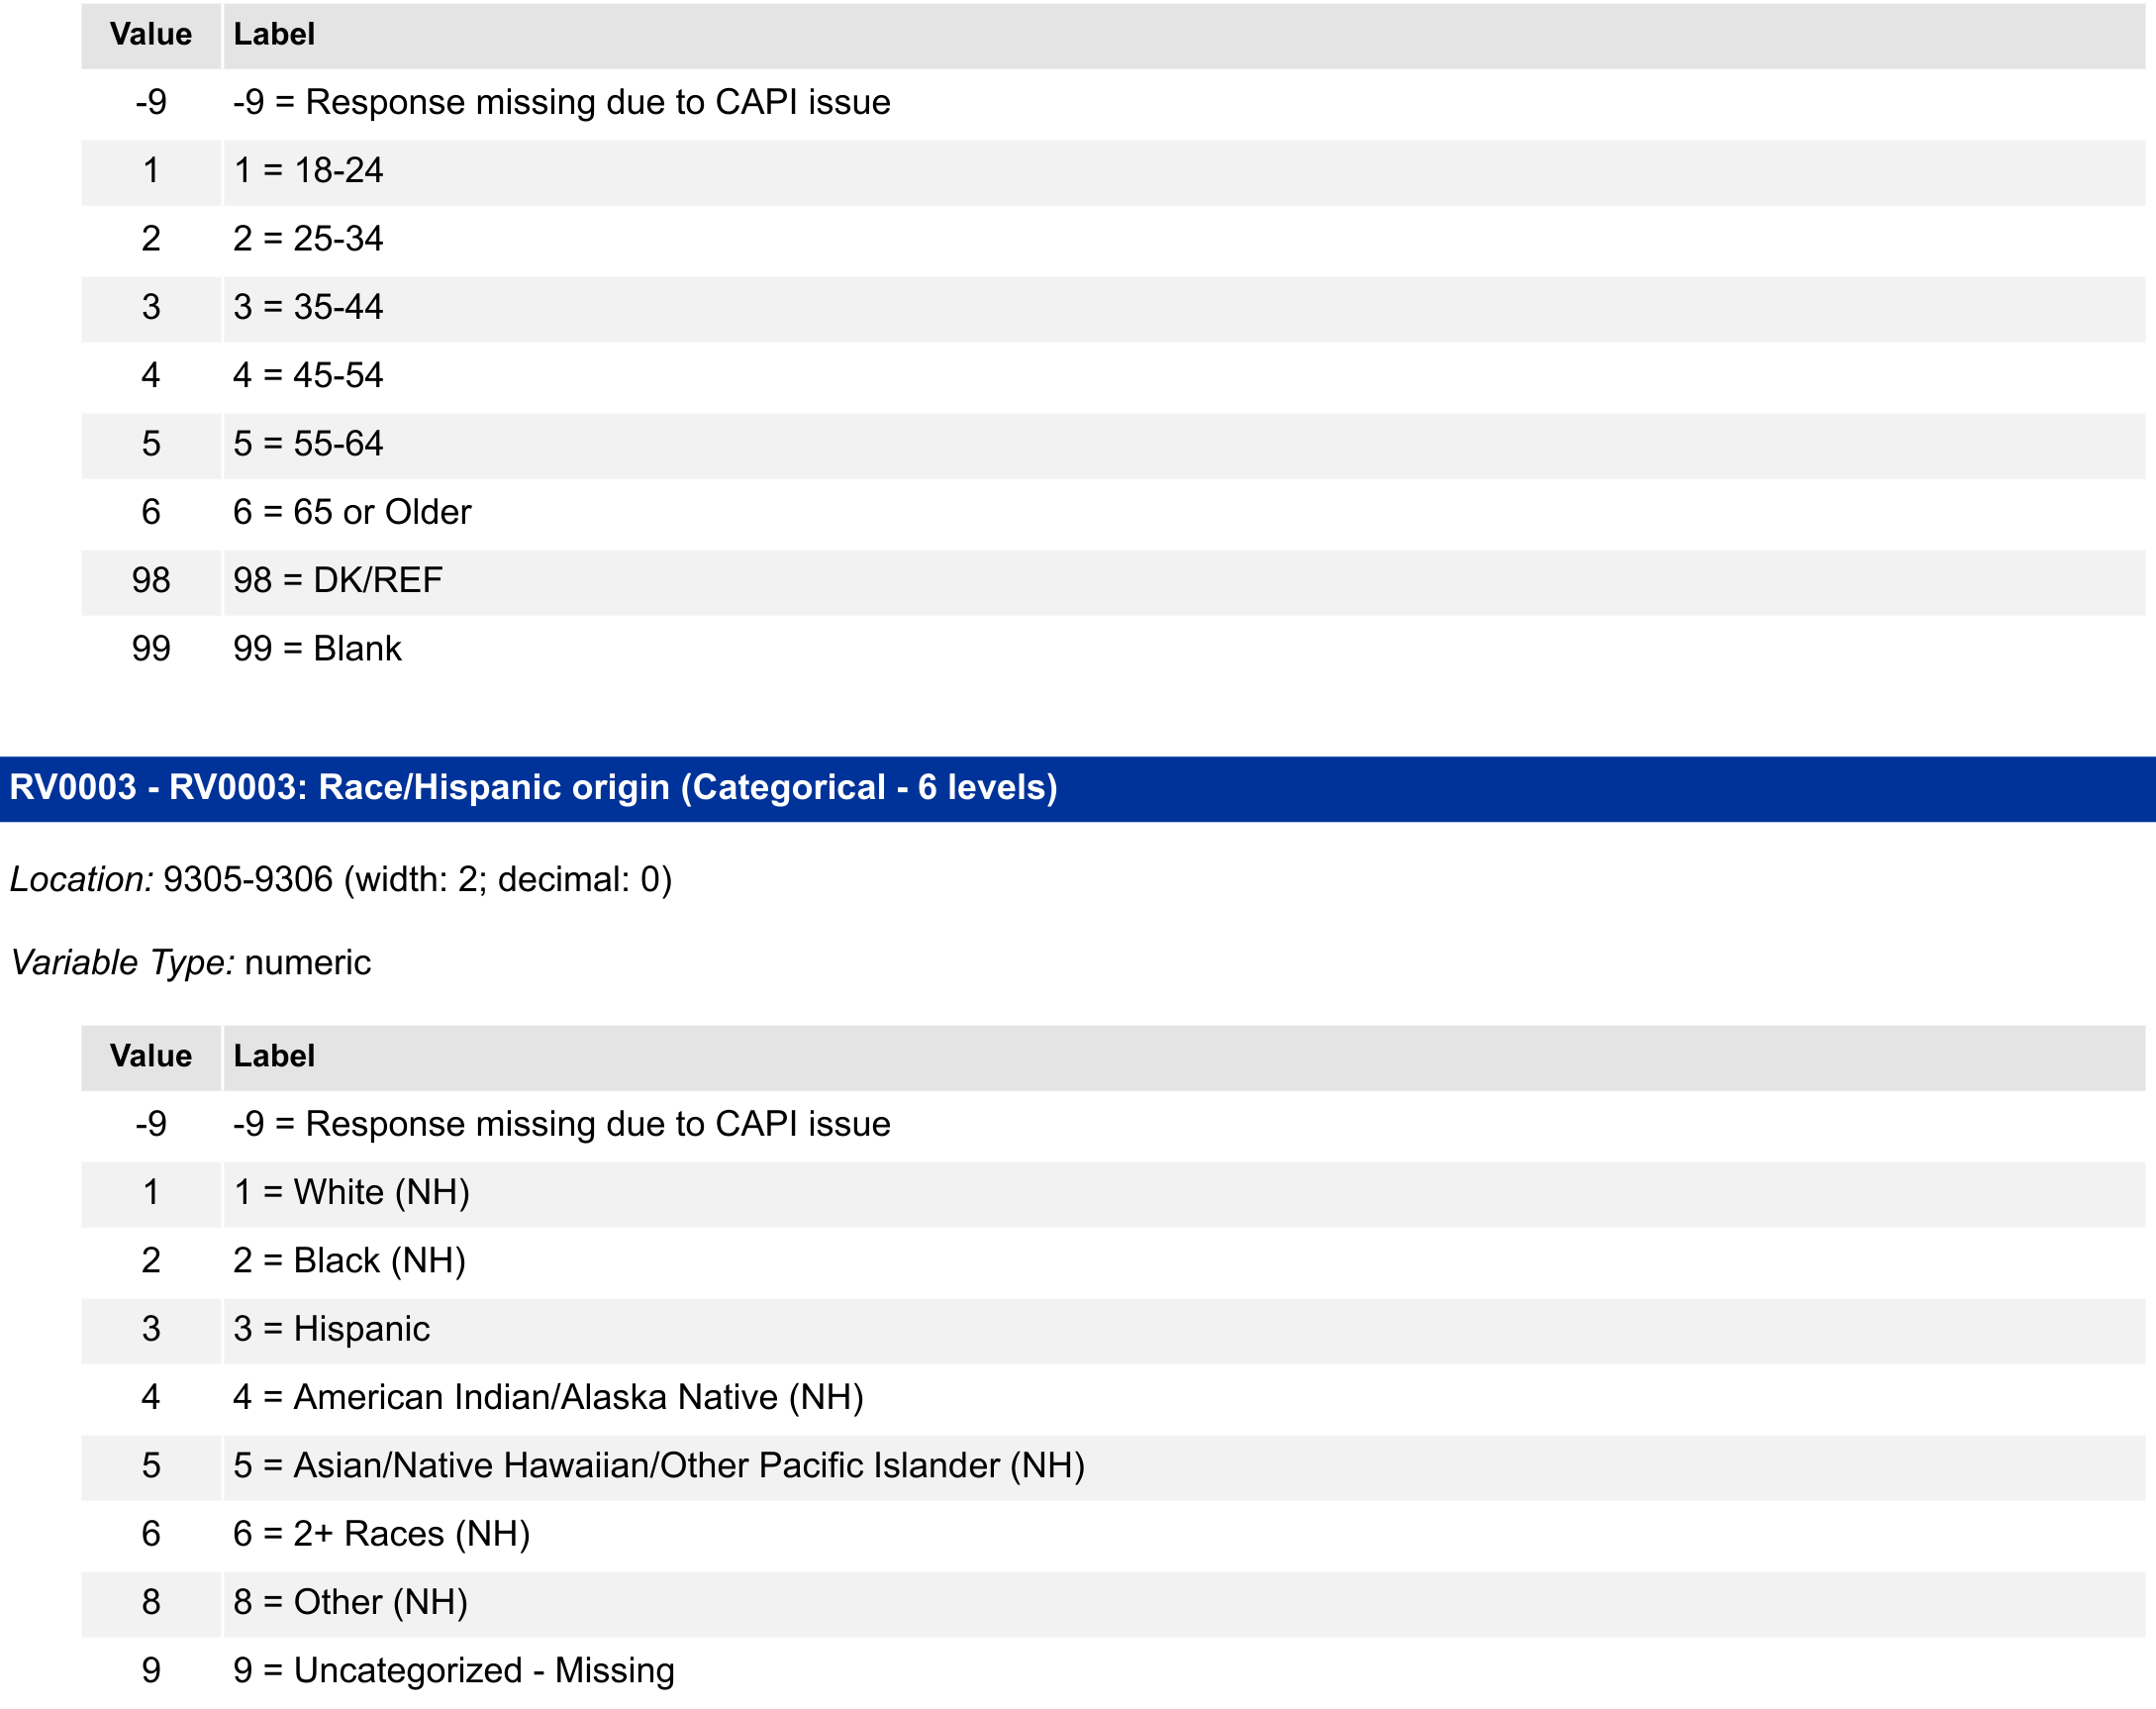 Value Label
-9 -9 = Response missing due to CAPI issue
1 1 = 18-24
2 2 = 25-34
3 3 = 35-44
4 4 = 45-54
5 5 = 55-64
6 6 = 65 or Older
98 98 = DK/REF
99 99 = Blank
RV0003 - RV0003: Race/Hispanic origin (Categorical - 6 levels)
Location: 9305-9306 (width: 2; decimal: 0)
Variable Type: numeric
Value Label
-9 -9 = Response missing due to CAPI issue
1 1 = White (NH)
2 2 = Black (NH)
3 3 = Hispanic
4 4 = American Indian/Alaska Native (NH)
5 5 = Asian/Native Hawaiian/Other Pacific Islander (NH)
6 6 = 2+ Races (NH)
8 8 = Other (NH)
9 9 = Uncategorized - Missing